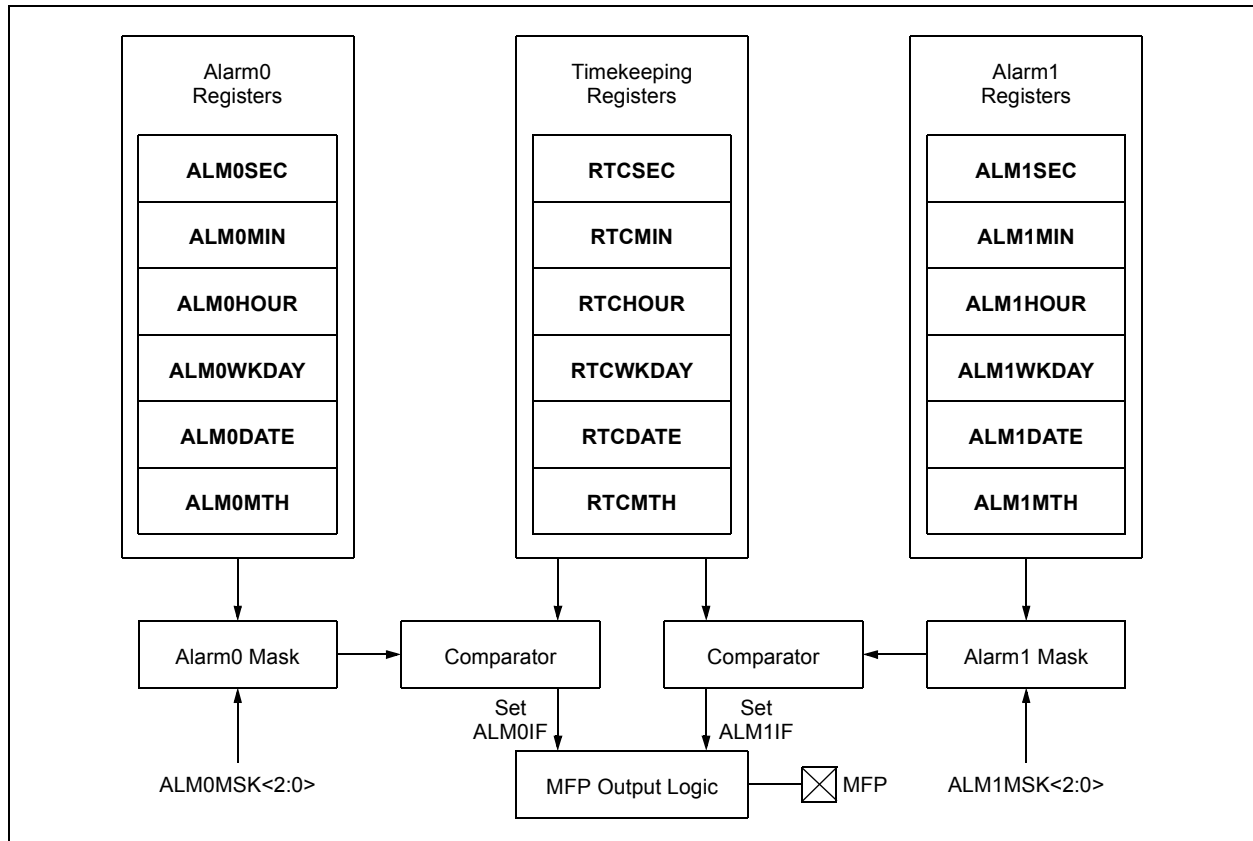 Alarm0
Registers
ALM0SEC
ALM0MIN
ALM0HOUR
ALM0WKDAY
ALM0DATE
ALM0MTH
Timekeeping
Registers
RTCSEC
RTCMIN
RTCHOUR
RTCWKDAY
RTCDATE
RTCMTH
Alarm1
Registers
ALM1SEC
ALM1MIN
ALM1HOUR
ALM1WKDAY
ALM1DATE
ALM1MTH
Alarm0 Mask
Comparator
Comparator
Alarm1 Mask
Set
ALM0IF
Set
ALM1IF
ALM0MSK<2:0>
MFP Output Logic
MFP
ALM1MSK<2:0>